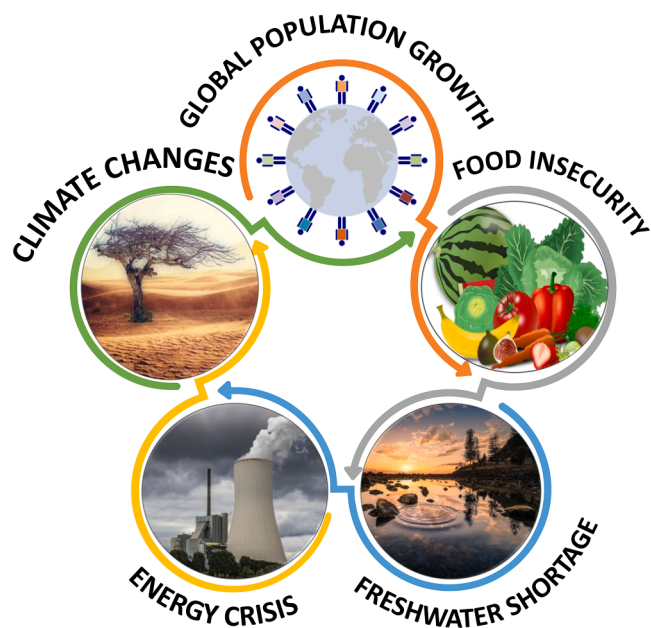 GLOBAL POPULATION GROWTH
CLIMATE CHANGES
FOOD INSECURITY
ENERGY CRISIS
FRESHWATER SHORTAGE